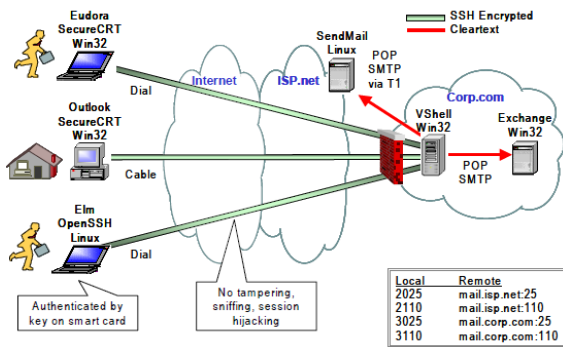 Eudora
SecureCRT
Win32
Dial
Outlook
SecureCRT
Win32
Cable
Elm
OpenSSH
Linux
Dial
Authenticated by
key on smart card
Internet
ISP.net
No tampering,
sniffing, session
hijacking
SendMail
Linux
POP
SMTP
via T1
SSH Encrypted
Cleartext
Corp.com
VShell
Win32
Exchange
Win32
POP
SMTP
Local Remote
2025 mail.isp.net:25
2110 mail.isp.net:110
3025 mail.corp.com:25
3110 mail.corp.com:110